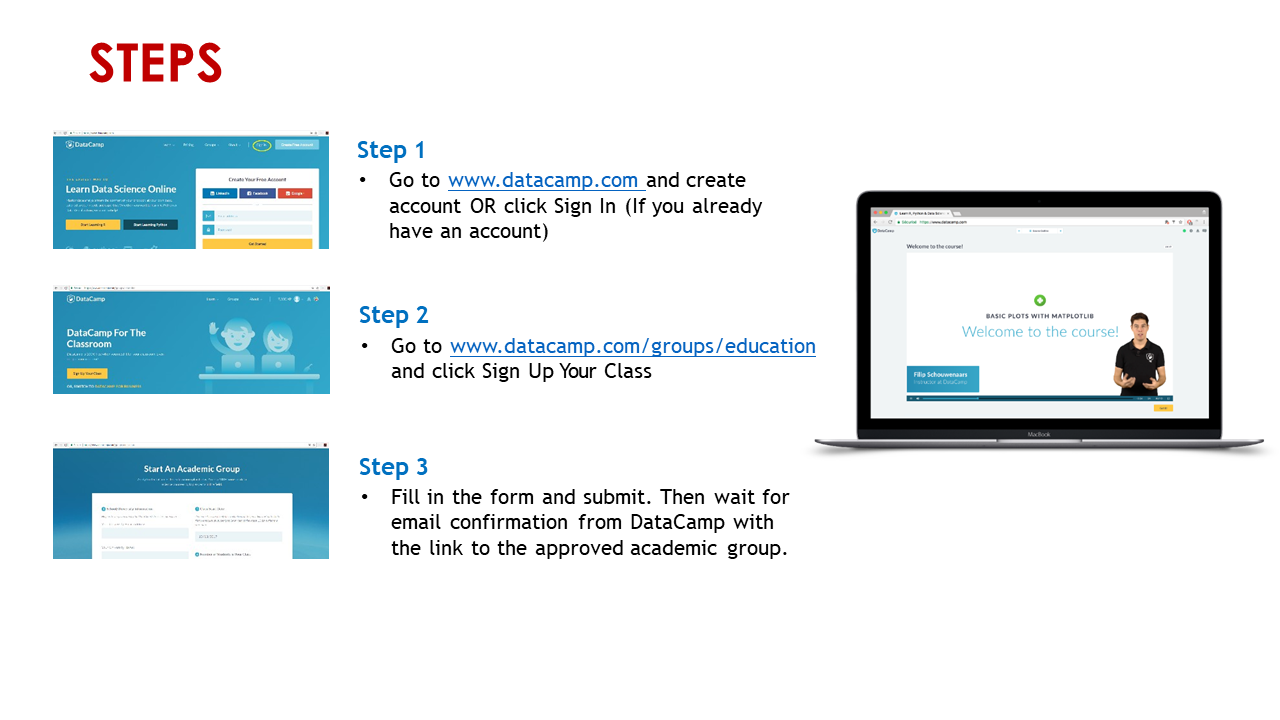 STEPS
DataCamp
Learn Data Science Online
Start Learning R
Start Learning Python
Create Your Free Account
LinkedIn
Facebook
Google+
Get Started
Step 1
• Go to www.datacamp.com and create
account OR click Sign In (If you already
have an account)
DataCamp
DataCamp For The
Classroom
Sign Up Your Class
Step 2
• Go to www.datacamp.com/groups/education
and click Sign Up Your Class
Start An Academic Group
Step 3
• Fill in the form and submit. Then wait for
email confirmation from DataCamp with
the link to the approved academic group.
DataCamp
Welcome to the course!
BASIC PLOTS WITH MATPLOTLIB
Welcome to the course!
Filip Schouwenaars
Instructor at DataCamp
MacBook